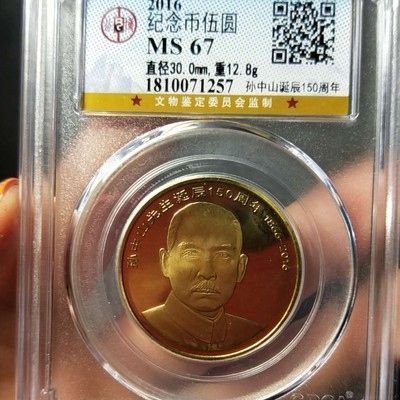 2016
纪念币伍圆
MS 67
直径30.0mm,重12.8g
1810071257
孙中山诞辰150周年
★ 文物鉴定委员会监制 ★
孙中山先生诞辰150周年 1866-2016